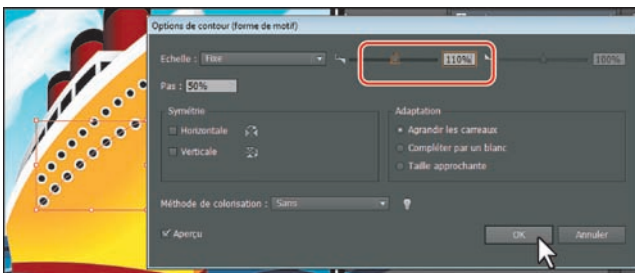 Options de contour (forme de motif)
Echelle : Fixe 110% 100%
Pas : 50%
Symétrie Adaptation
Horizontale Agrandir les carreaux
Verticale Compléter par un blanc
Taille approchante
Méthode de colorisation : Sans
Aperçu OK Annuler